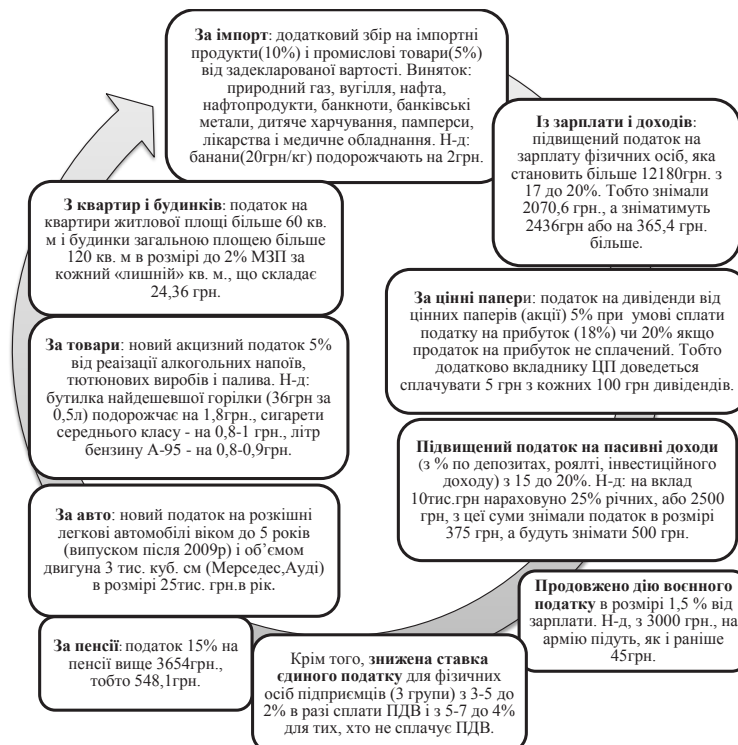 За імпорт: додатковий збір на імпортні
продукти(10%) і промислові товари(5%)
від задекларованої вартості. Виняток:
природний газ, вугілля, нафта,
нафтопродукти, банкноти, банківські
метали, дитяче харчування, памперси,
лікарства і медичне обладнання. Н-д:
банани(20грн/кг) подорожчають на 2грн.
Із зарплати і доходів:
підвищений податок на
зарплату фізичних осіб, яка
становить більше 12180грн. з
17 до 20%. Тобто знімали
2070,6 грн., а зніматимуть
2436грн або на 365,4 грн.
більше.
За цінні папери: податок на дивіденди від
цінних паперів (акції) 5% при умові сплати
податку на прибуток (18%) чи 20% якщо
продаток на прибуток не сплачений. Тобто
додатково вкладнику ЦП доведеться
сплачувати 5 грн з кожних 100 грн дивідендів.
Підвищений податок на пасивні доходи
(з % по депозитах, роялті, інвестиційного
доходу) з 15 до 20%. Н-д: на вклад
10тис.грн нараховуно 25% річних, або 2500
грн, з цеї суми знімали податок в розмірі
375 грн, а будуть знімати 500 грн.
Продовжено дію воєнного
податку в розмірі 1,5 % від
зарплати. Н-д, з 3000 грн., на
армію підуть, як і раніше
45грн.
Крім того, знижена ставка
єдиного податку для фізичних
осіб підприємців (3 групи) з 3-5 до
2% в разі сплати ПДВ і з 5-7 до 4%
для тих, хто не сплачує ПДВ.
За пенсії: податок 15% на
пенсії вище 3654грн.,
тобто 548,1грн.
За авто: новий податок на розкішні
легкові автомобілі віком до 5 років
(випуском після 2009р) і об’ємом
двигуна 3 тис. куб. см (Мерседес,Ауді)
в розмірі 25тис. грн.в рік.
За товари: новий акцизний податок 5%
від реаізації алкогольних напоїв,
тютюнових виробів і палива. Н-д:
бутилка найдешевшої горілки (36грн за
0,5л) подорожчає на 1,8грн., сигарети
середнього класу - на 0,8-1 грн., літр
бензину А-95 - на 0,8-0,9грн.
З квартир і будинків: податок на
квартири житлової площі більше 60 кв.
м і будинки загальною площею більше
120 кв. м в розмірі до 2% МЗП за
кожний «лишній» кв. м., що складає
24,36 грн.